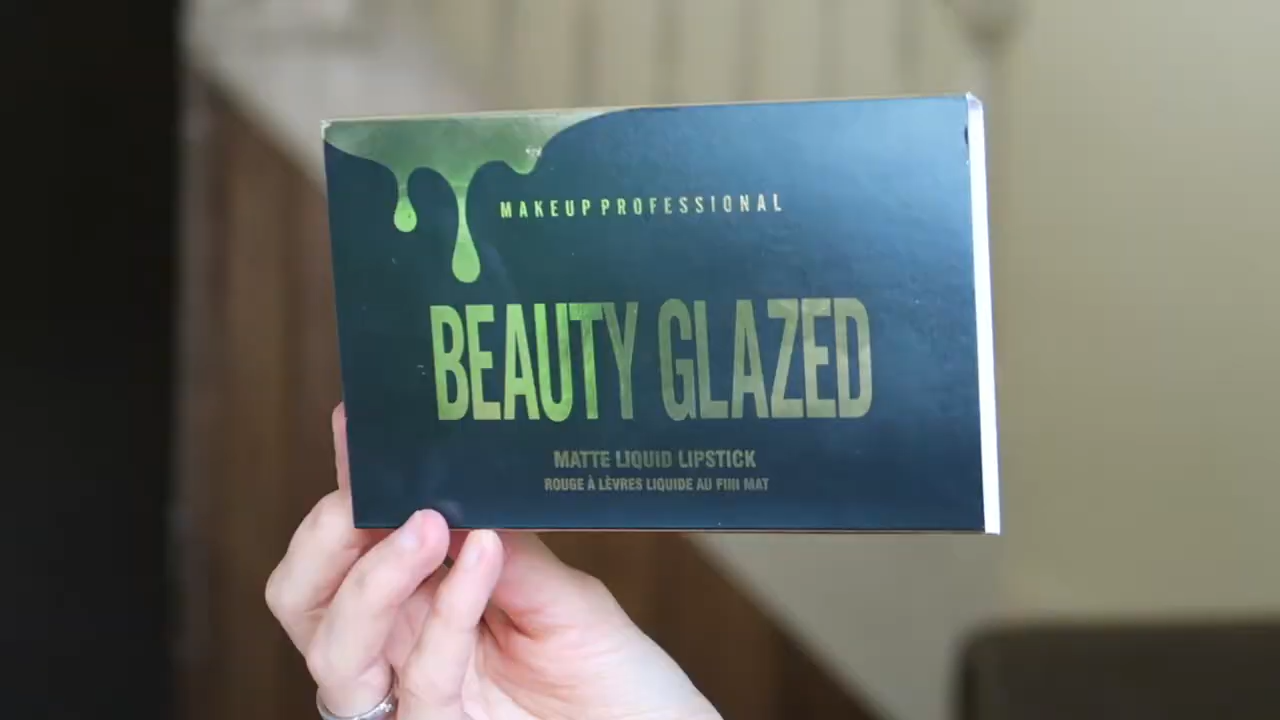 MAKEUP PROFESSIONAL
BEAUTY GLAZED
MATTE LIQUID LIPSTICK
ROUGE À LÈVRES LIQUIDE AU FINI MAT